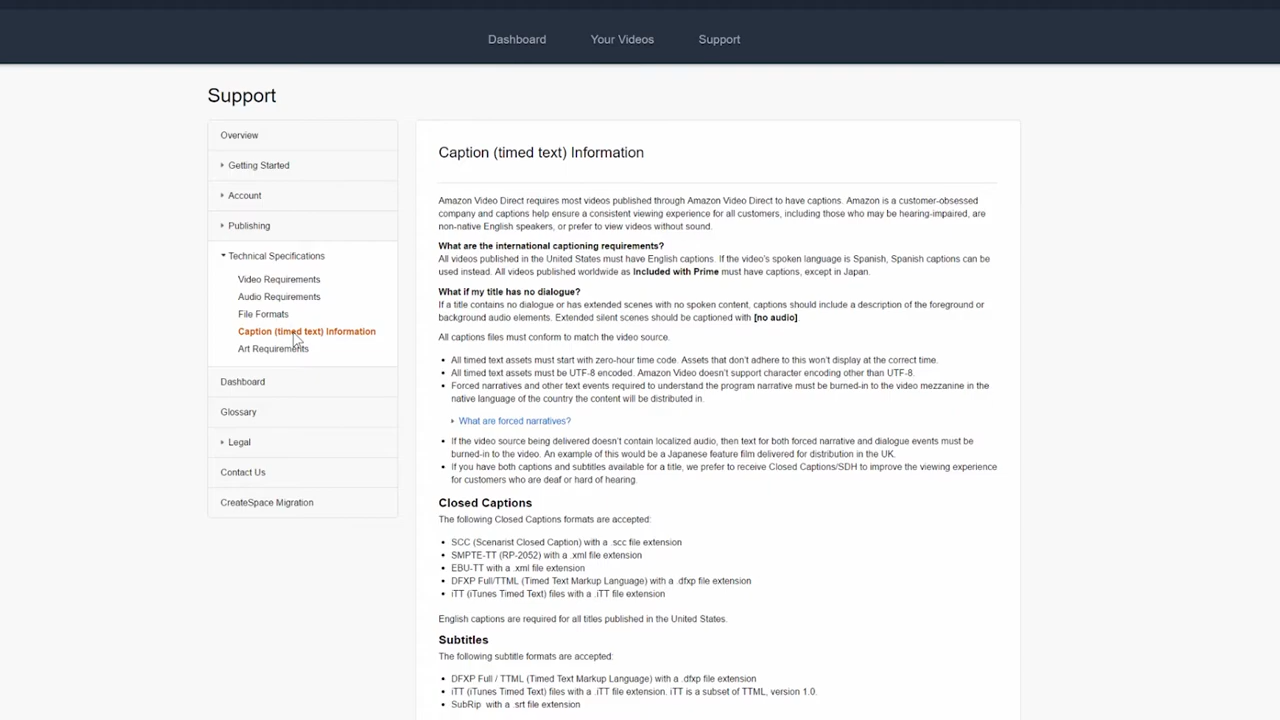 Dashboard Your Videos Support
Support
Overview
Getting Started
Account
Publishing
Technical Specifications
Video Requirements
Audio Requirements
File Formats
Caption (timed text) Information
Art Requirements
Dashboard
Glossary
Legal
Contact Us
CreateSpace Migration
Caption (timed text) Information
Amazon Video Direct requires most videos published through Amazon Video Direct to have captions. Amazon is a customer-obsessed
company and captions help ensure a consistent viewing experience for all customers, including those who may be hearing-impaired, are
non-native English speakers, or prefer to view videos without sound.
What are the international captioning requirements?
All videos published in the United States must have English captions. If the video's spoken language is Spanish, Spanish captions can be
used instead. All videos published worldwide as Included with Prime must have captions, except in Japan.
What if my title has no dialogue?
If a title contains no dialogue or has extended scenes with no spoken content, captions should include a description of the foreground or
background audio elements. Extended silent scenes should be captioned with [no audio].
All captions files must conform to match the video source.
• All timed text assets must start with zero-hour time code. Assets that don't adhere to this won't display at the correct time.
• All timed text assets must be UTF-8 encoded. Amazon Video doesn't support character encoding other than UTF-8.
• Forced narratives and other text events required to understand the program narrative must be burned-in to the video mezzanine in the
native language of the country the content will be distributed in.
What are forced narratives?
• If the video source being delivered doesn't contain localized audio, then text for both forced narrative and dialogue events must be
burned-in to the video. An example of this would be a Japanese feature film delivered for distribution in the UK.
• If you have both captions and subtitles available for a title, we prefer to receive Closed Captions/SDH to improve the viewing experience
for customers who are deaf or hard of hearing.
Closed Captions
The following Closed Captions formats are accepted:
• SCC (Scenarist Closed Caption) with a .scc file extension
• SMPTE-TT (RP-2052) with a .xml file extension
• EBU-TT with a .xml file extension
• DFXP Full/TTML (Timed Text Markup Language) with a .dfxp file extension
• iTT (iTunes Timed Text) files with a .iTT file extension
English captions are required for all titles published in the United States.
Subtitles
The following subtitle formats are accepted:
• DFXP Full / TTML (Timed Text Markup Language) with a .dfxp file extension
• iTT (iTunes Timed Text) files with a .iTT file extension. iTT is a subset of TTML, version 1.0.
• SubRip with a .srt file extension